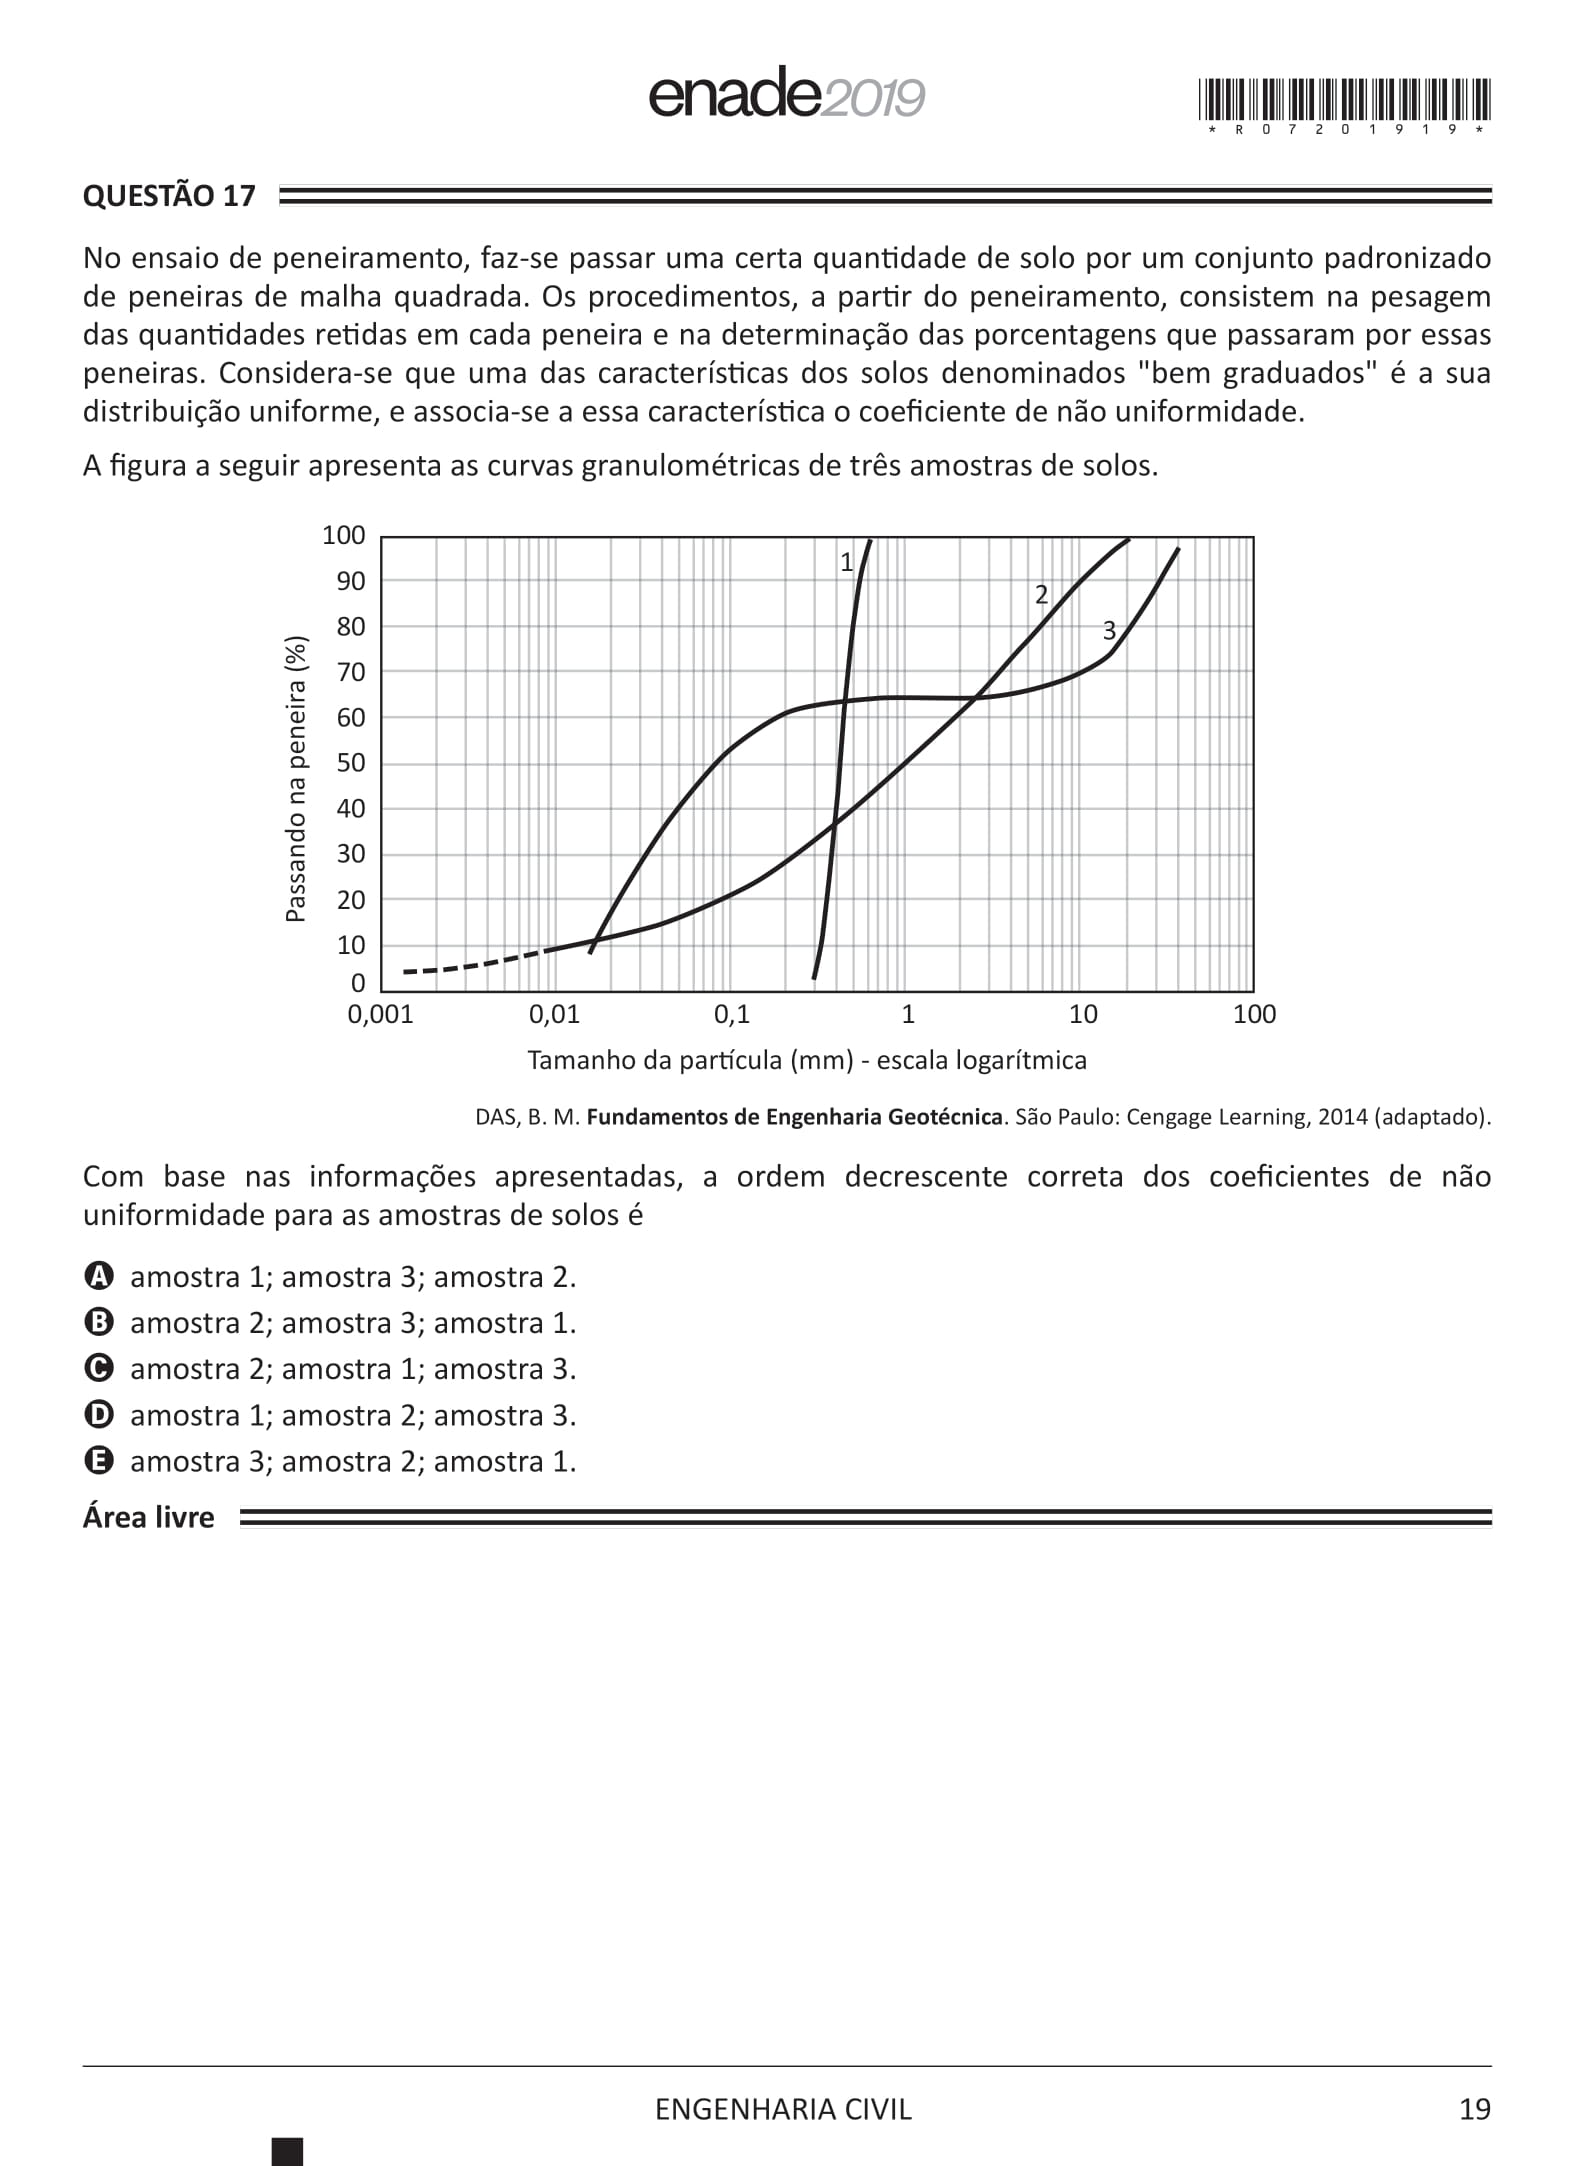 enade2019
*R07201919*
QUESTÃO 17
No ensaio de peneiramento, faz-se passar uma certa quantidade de solo por um conjunto padronizado
de peneiras de malha quadrada. Os procedimentos, a partir do peneiramento, consistem na pesagem
das quantidades retidas em cada peneira e na determinação das porcentagens que passaram por essas
peneiras. Considera-se que uma das características dos solos denominados "bem graduados" é a sua
distribuição uniforme, e associa-se a essa característica o coeficiente de não uniformidade.
A figura a seguir apresenta as curvas granulométricas de três amostras de solos.
100
90
80
70
60
50
40
30
20
10
0
Passando na peneira (%)
1
2
3
0,001 0,01 0,1 1 10 100
Tamanho da partícula (mm) - escala logarítmica
DAS, B. M. Fundamentos de Engenharia Geotécnica. São Paulo: Cengage Learning, 2014 (adaptado).
Com base nas informações apresentadas, a ordem decrescente correta dos coeficientes de não
uniformidade para as amostras de solos é
A amostra 1; amostra 3; amostra 2.
B amostra 2; amostra 3; amostra 1.
C amostra 2; amostra 1; amostra 3.
D amostra 1; amostra 2; amostra 3.
E amostra 3; amostra 2; amostra 1.
Área livre
ENGENHARIA CIVIL
19